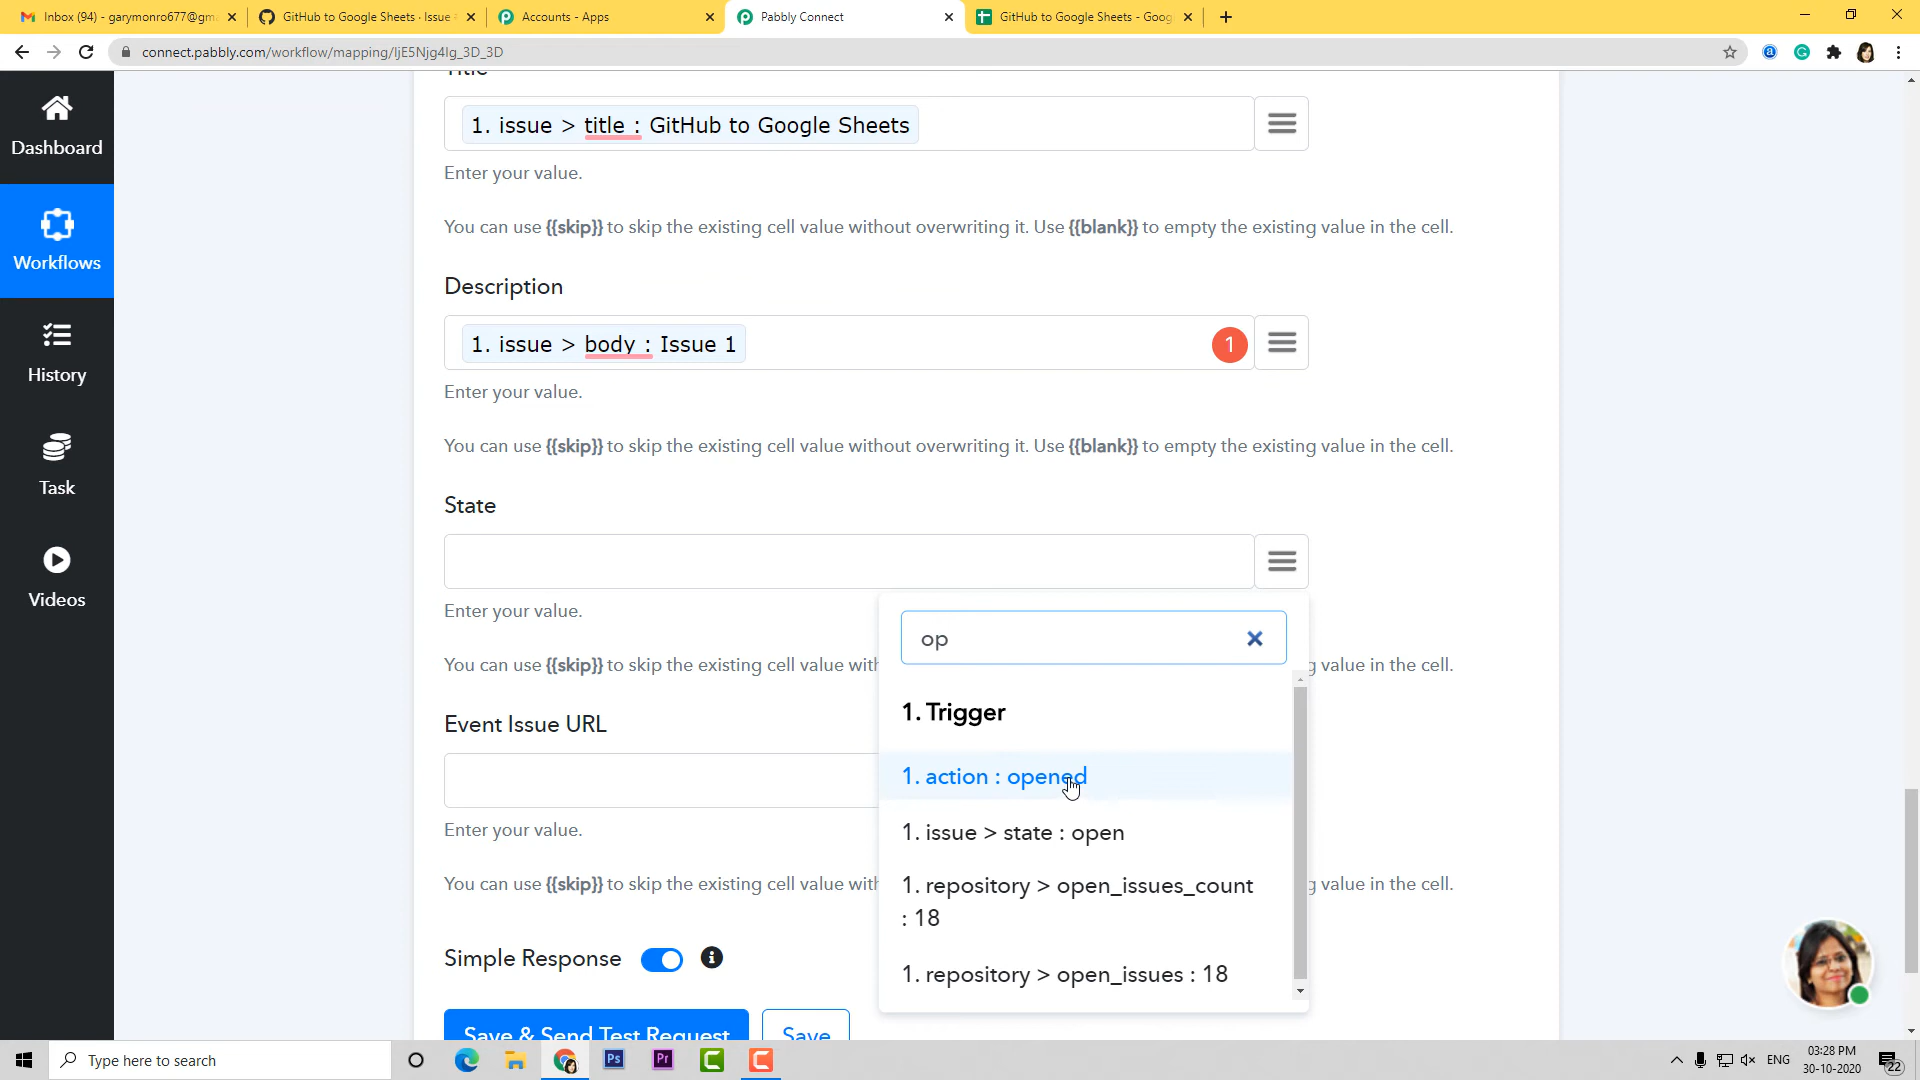 Inbox (94) - garymonro677@gm
GitHub to Google Sheets · Issue
Accounts - Apps
Pabbly Connect
GitHub to Google Sheets - Goog
connect.pabbly.com/workflow/mapping/IjE5Njg4Ig_3D_3D
Dashboard
Workflows
History
Task
Videos
Title
1. issue > title : GitHub to Google Sheets
Enter your value.
You can use {{skip}} to skip the existing cell value without overwriting it. Use {{blank}} to empty the existing value in the cell.
Description
1. issue > body : Issue 1
1
Enter your value.
You can use {{skip}} to skip the existing cell value without overwriting it. Use {{blank}} to empty the existing value in the cell.
State
Enter your value.
You can use {{skip}} to skip the existing cell value with
g value in the cell.
op
1. Trigger
1. action : opened
1. issue > state : open
1. repository > open_issues_count
: 18
1. repository > open_issues : 18
Event Issue URL
Enter your value.
You can use {{skip}} to skip the existing cell value with
g value in the cell.
Simple Response
Save & Send Test Request
Save
Type here to search
Ps
Pr
ENG
03:28 PM
30-10-2020
22